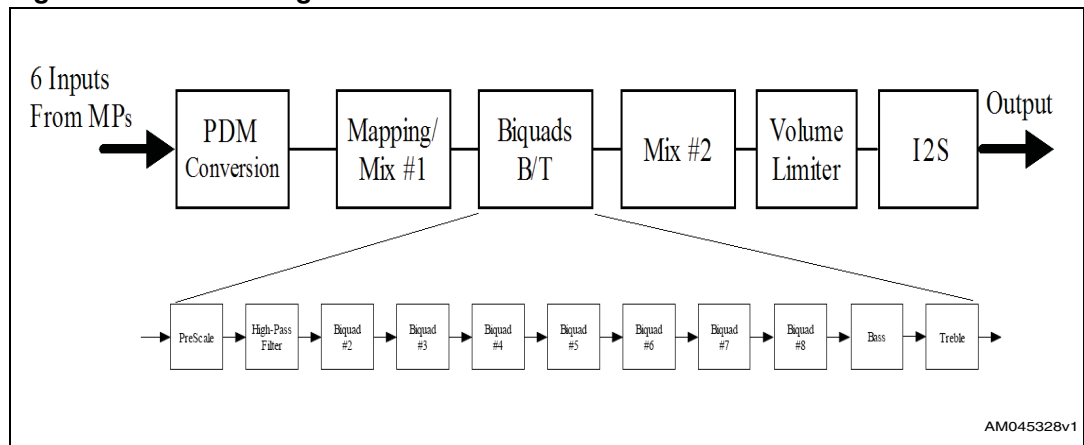 6 Inputs
From MPs
PDM
Conversion
Mapping/
Mix #1
Biquads
B/T
Mix #2
Volume
Limiter
I2S
Output
PreScale
High-Pass
Filter
Biquad
#2
Biquad
#3
Biquad
#4
Biquad
#5
Biquad
#6
Biquad
#7
Biquad
#8
Bass
Treble
AM045328v1